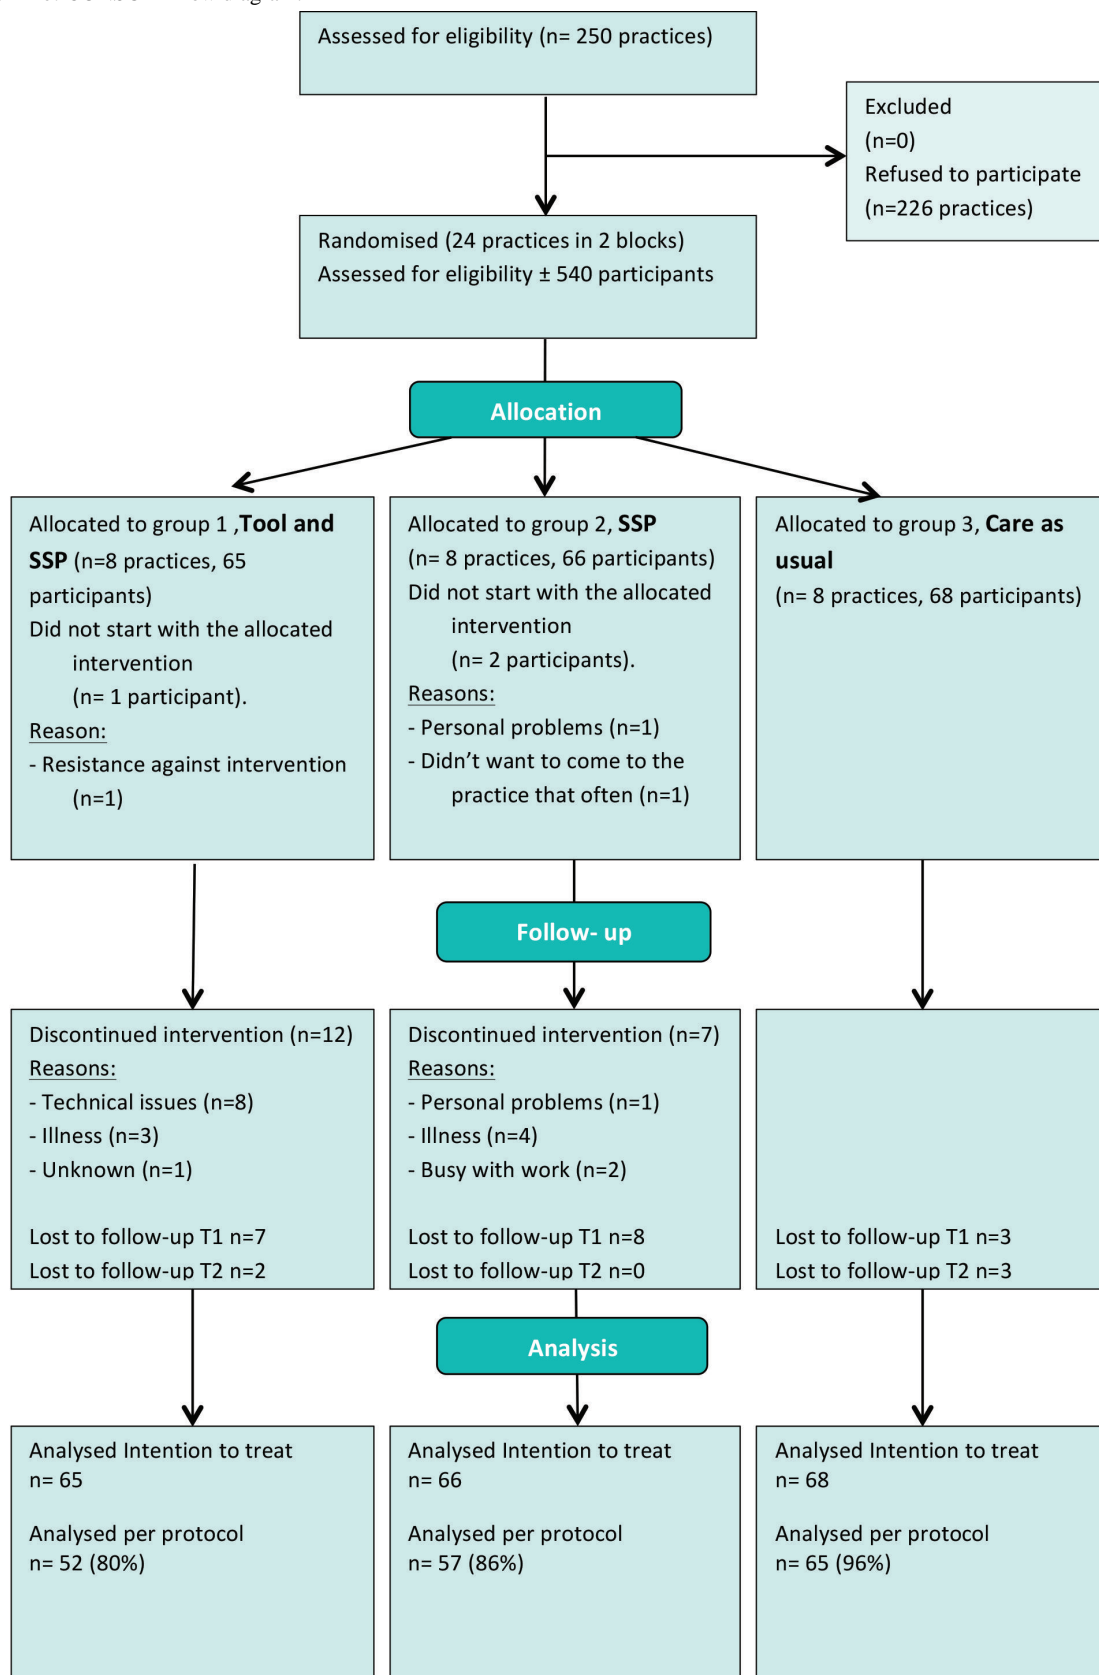 Assessed for eligibility (n= 250 practices)
Excluded
(n=0)
Refused to participate
(n=226 practices)
Randomised (24 practices in 2 blocks)
Assessed for eligibility ± 540 participants
Allocation
Allocated to group 1 ,Tool and
SSP (n=8 practices, 65
participants)
Did not start with the allocated
intervention
(n= 1 participant).
Reason:
- Resistance against intervention
(n=1)
Allocated to group 2, SSP
(n= 8 practices, 66 participants)
Did not start with the allocated
intervention
(n= 2 participants).
Reasons:
- Personal problems (n=1)
- Didn’t want to come to the
practice that often (n=1)
Allocated to group 3, Care as
usual
(n= 8 practices, 68 participants)
Follow- up
Discontinued intervention (n=12)
Reasons:
- Technical issues (n=8)
- Illness (n=3)
- Unknown (n=1)
Lost to follow-up T1 n=7
Lost to follow-up T2 n=2
Discontinued intervention (n=7)
Reasons:
- Personal problems (n=1)
- Illness (n=4)
- Busy with work (n=2)
Lost to follow-up T1 n=8
Lost to follow-up T2 n=0
Lost to follow-up T1 n=3
Lost to follow-up T2 n=3
Analysis
Analysed Intention to treat
n= 65
Analysed per protocol
n= 52 (80%)
Analysed Intention to treat
n= 66
Analysed per protocol
n= 57 (86%)
Analysed Intention to treat
n= 68
Analysed per protocol
n= 65 (96%)